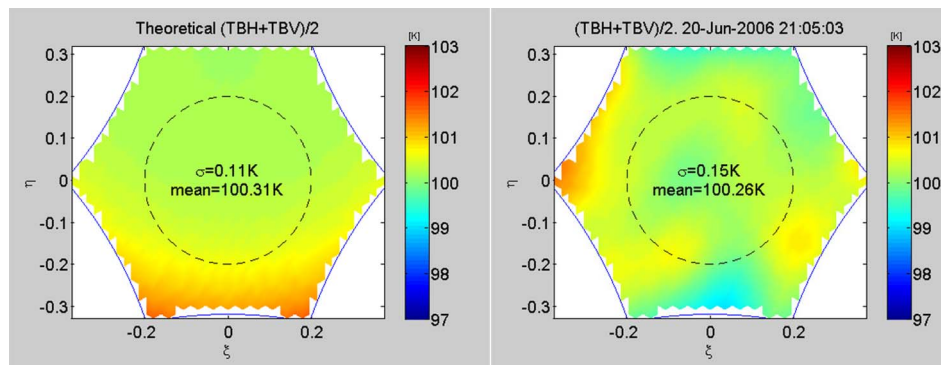 Theoretical (TBH+TBV)/2
[K]
103
102
101
100
99
98
97
0.3
0.2
0.1
0
-0.1
-0.2
-0.3
η
σ=0.11K
mean=100.31K
-0.2 0 0.2
ξ
(TBH+TBV)/2. 20-Jun-2006 21:05:03
[K]
103
102
101
100
99
98
97
0.3
0.2
0.1
0
-0.1
-0.2
-0.3
η
σ=0.15K
mean=100.26K
-0.2 0 0.2
ξ